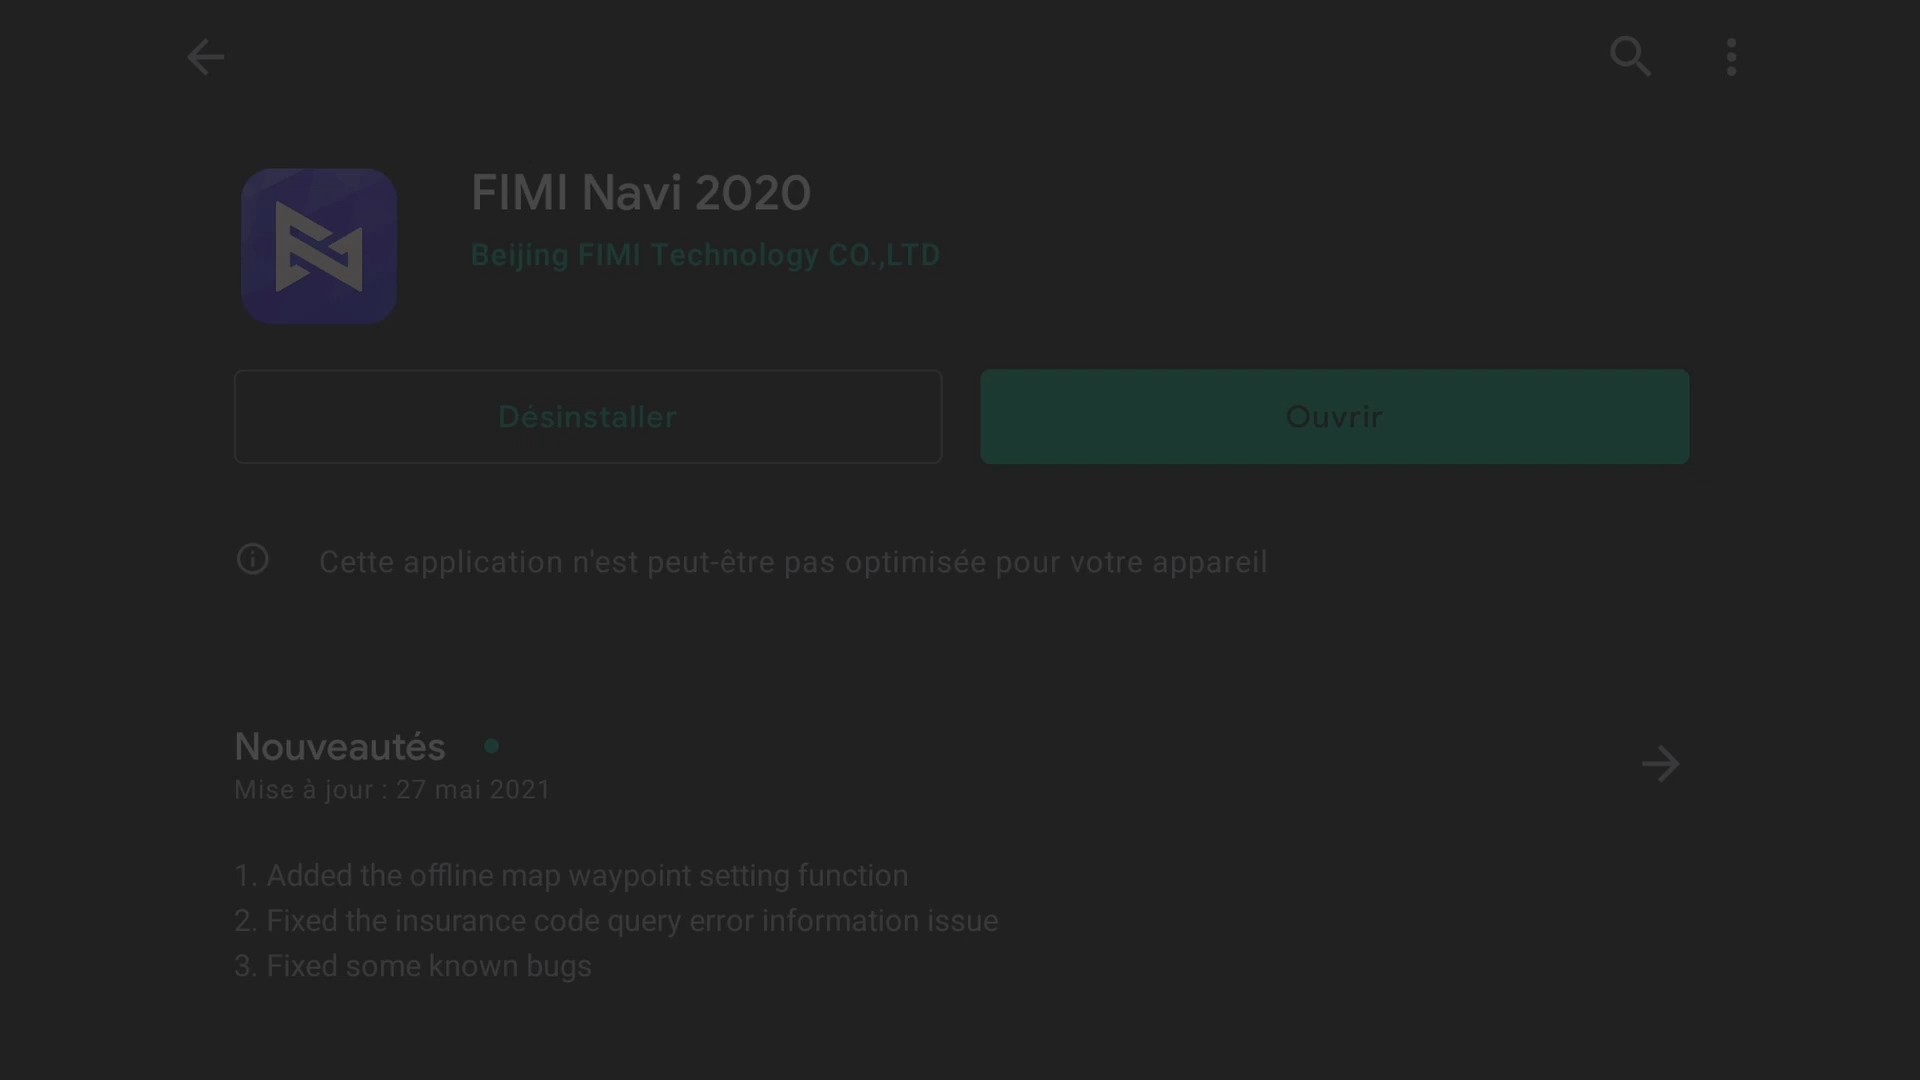 FIMI Navi 2020
Beijing FIMI Technology CO.,LTD
Désinstaller
Ouvrir
Cette application n'est peut-être pas optimisée pour votre appareil
Nouveautés
Mise à jour : 27 mai 2021
1. Added the offline map waypoint setting function
2. Fixed the insurance code query error information issue
3. Fixed some known bugs